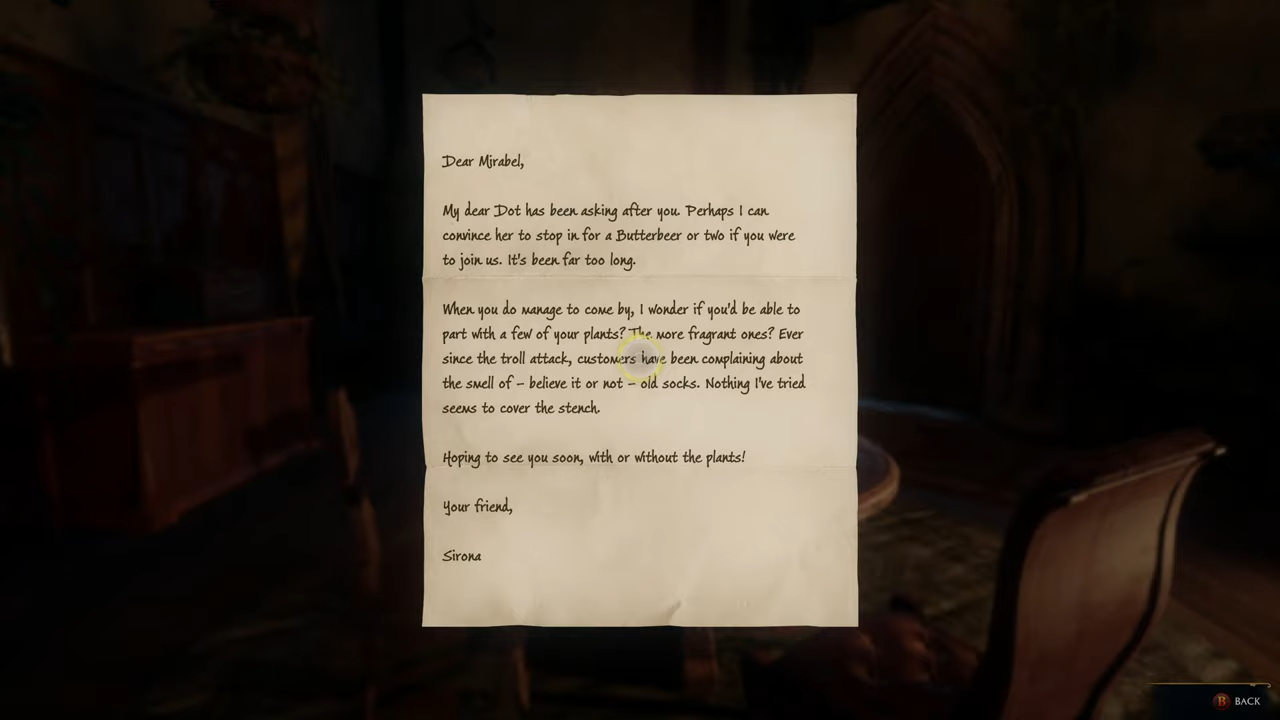 Dear Mirabel,
My dear Dot has been asking after you. Perhaps I can
convince her to stop in for a Butterbeer or two if you were
to join us. It's been far too long.
When you do manage to come by, I wonder if you'd be able to
part with a few of your plants? The more fragrant ones? Ever
since the troll attack, customers have been complaining about
the smell of – believe it or not – old socks. Nothing I've tried
seems to cover the stench.
Hoping to see you soon, with or without the plants!
Your friend,
Sirona
B BACK